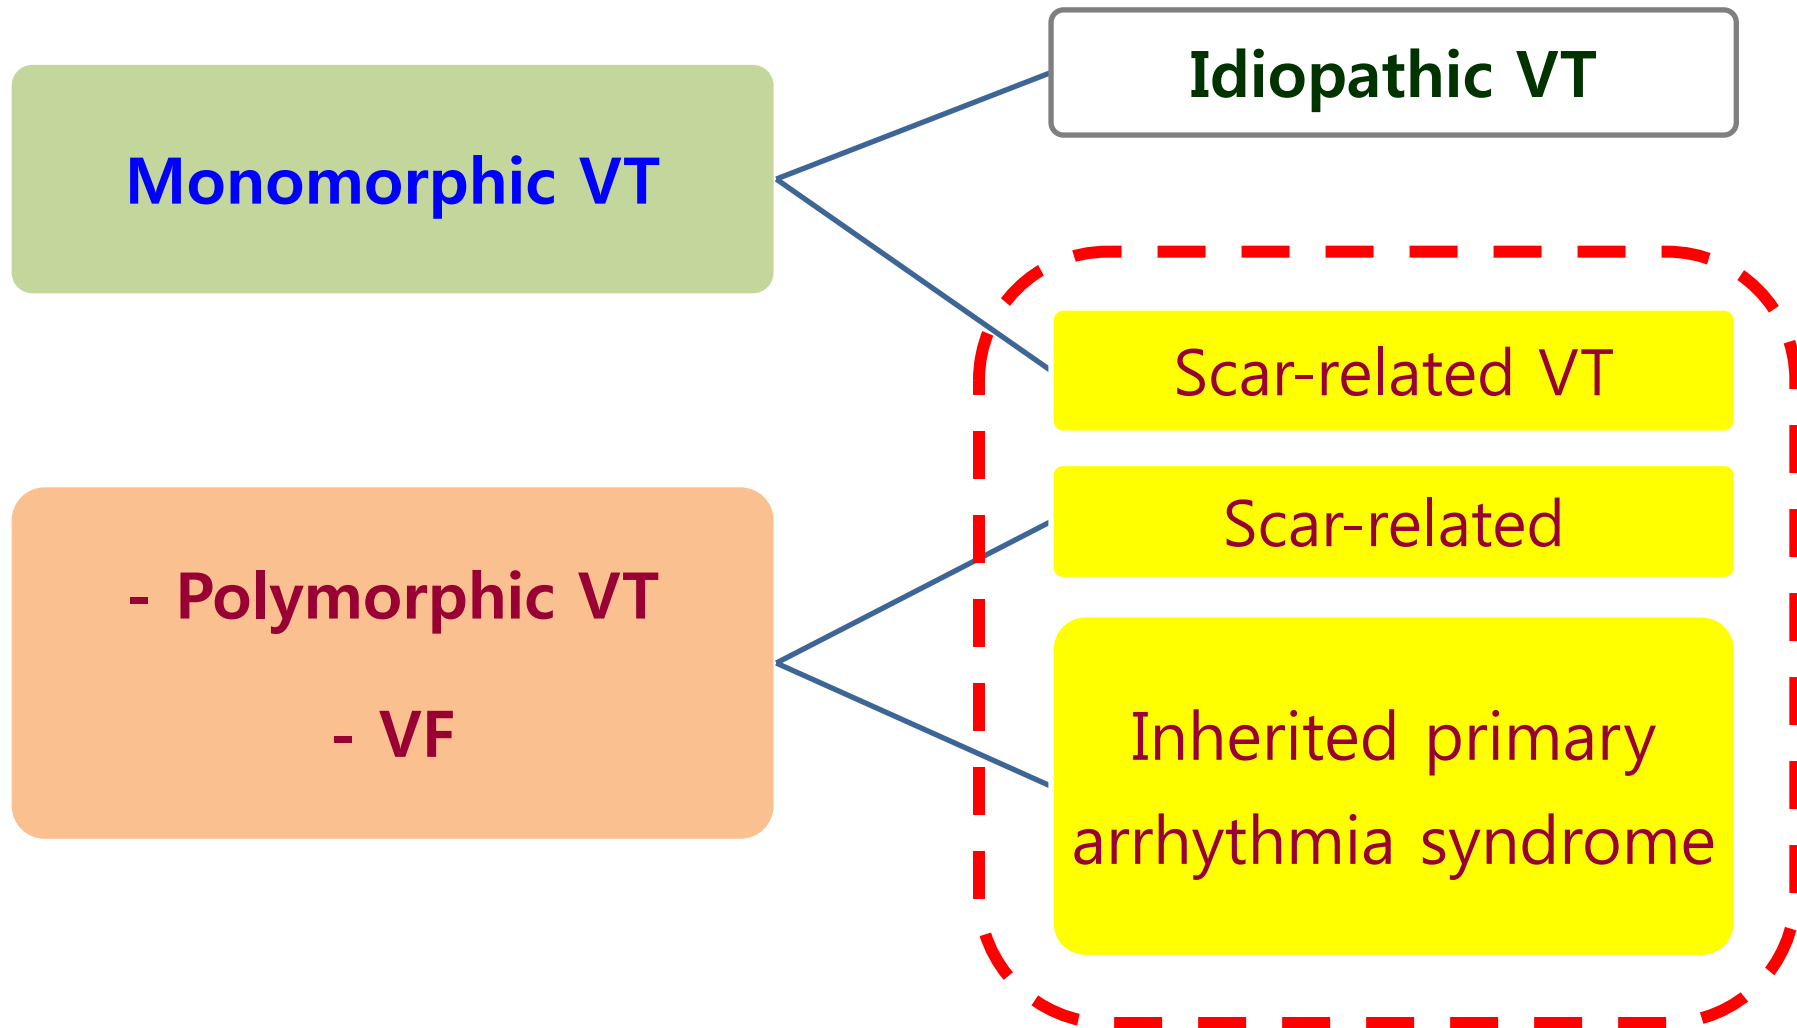 Monomorphic VT
Idiopathic VT
Scar-related VT
- Polymorphic VT
- VF
Scar-related
Inherited primary
arrhythmia syndrome